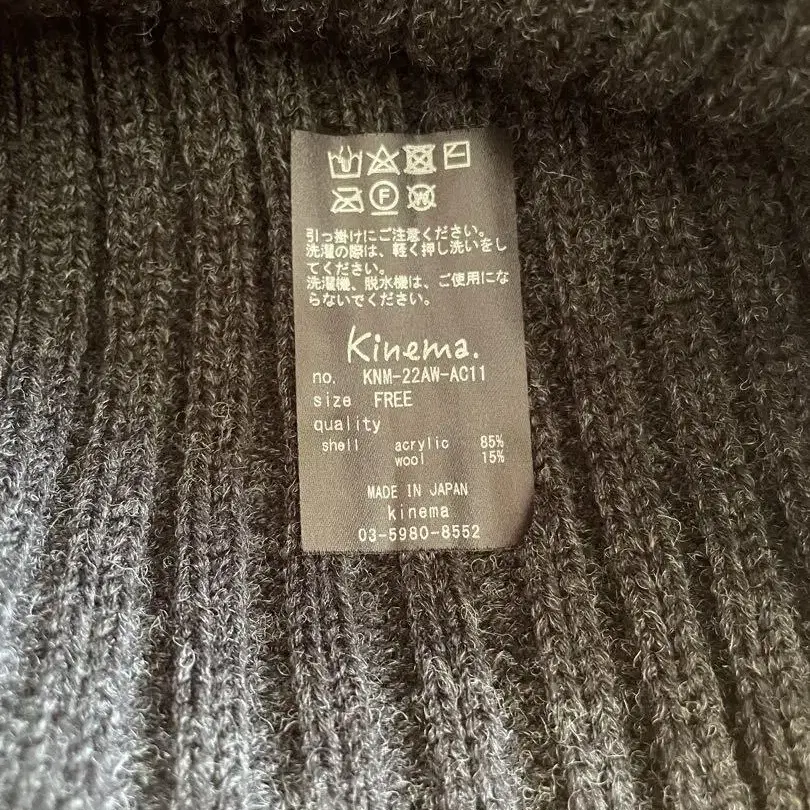 F W
引っ掛けにご注意ください。
洗濯の際は、軽く押し洗いをし
てください。
洗濯機、脱水機は、ご使用にな
らないでください。
Kinema.
no. KNM-22AW-AC11
size FREE
quality
shell acrylic 85%
wool 15%
MADE IN JAPAN
kinema
03-5980-8552